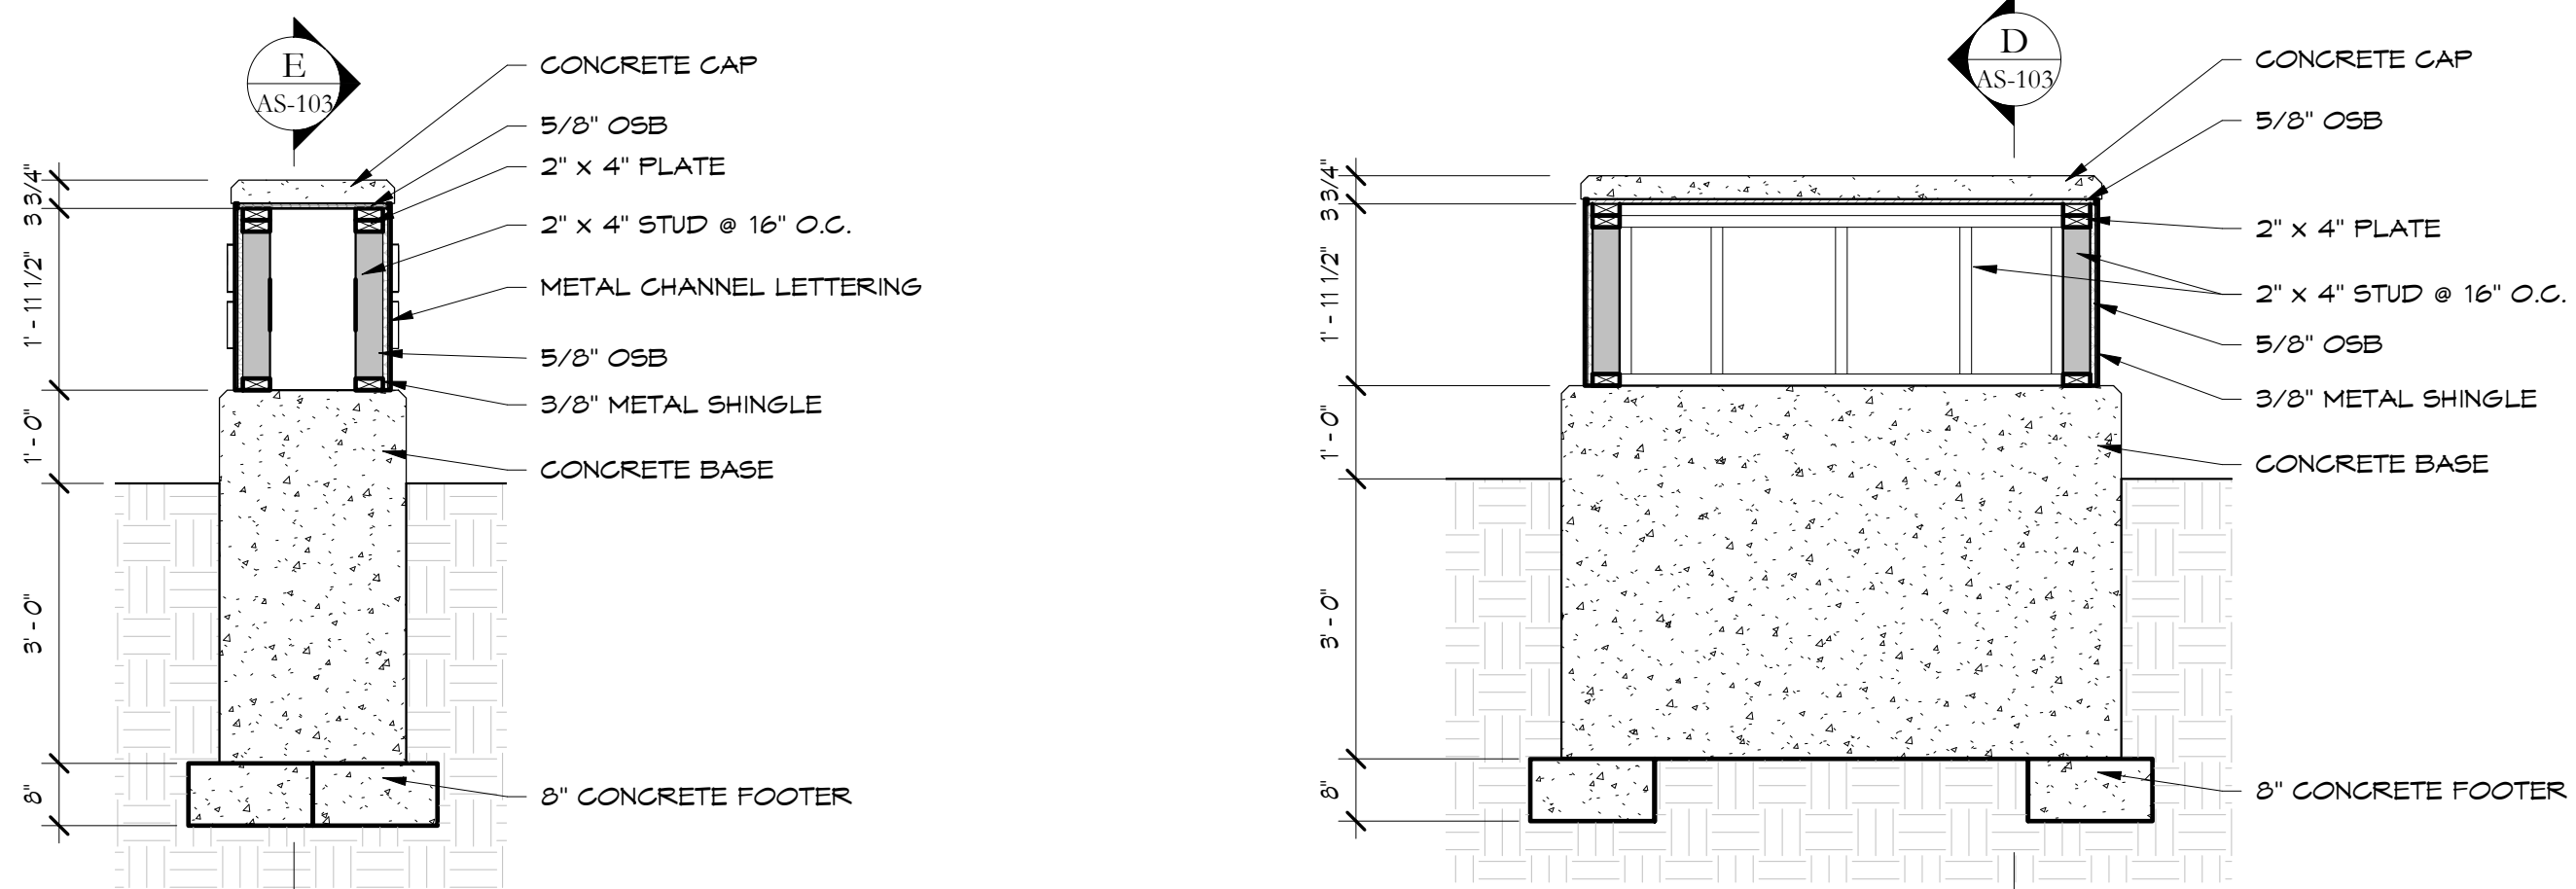 E
AS-103
CONCRETE CAP
5/8" OSB
2" x 4" PLATE
2" x 4" STUD @ 16" O.C.
METAL CHANNEL LETTERING
5/8" OSB
3/8" METAL SHINGLE
CONCRETE BASE
8" CONCRETE FOOTER
3 3/4"
1' - 11 1/2"
1' - 0"
3' - 0"
8"
D
AS-103
CONCRETE CAP
5/8" OSB
2" x 4" PLATE
2" x 4" STUD @ 16" O.C.
5/8" OSB
3/8" METAL SHINGLE
CONCRETE BASE
8" CONCRETE FOOTER
3 3/4"
1' - 11 1/2"
1' - 0"
3' - 0"
8"